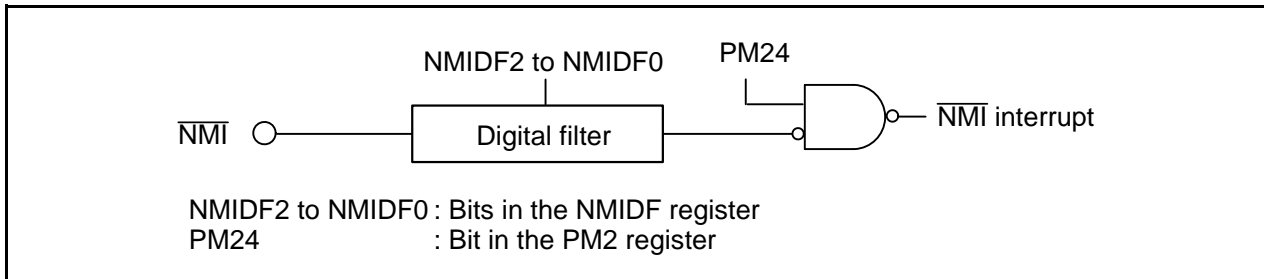 NMIDF2 to NMIDF0
PM24
NMI
Digital filter
NMI interrupt
NMIDF2 to NMIDF0 : Bits in the NMIDF register
PM24 : Bit in the PM2 register